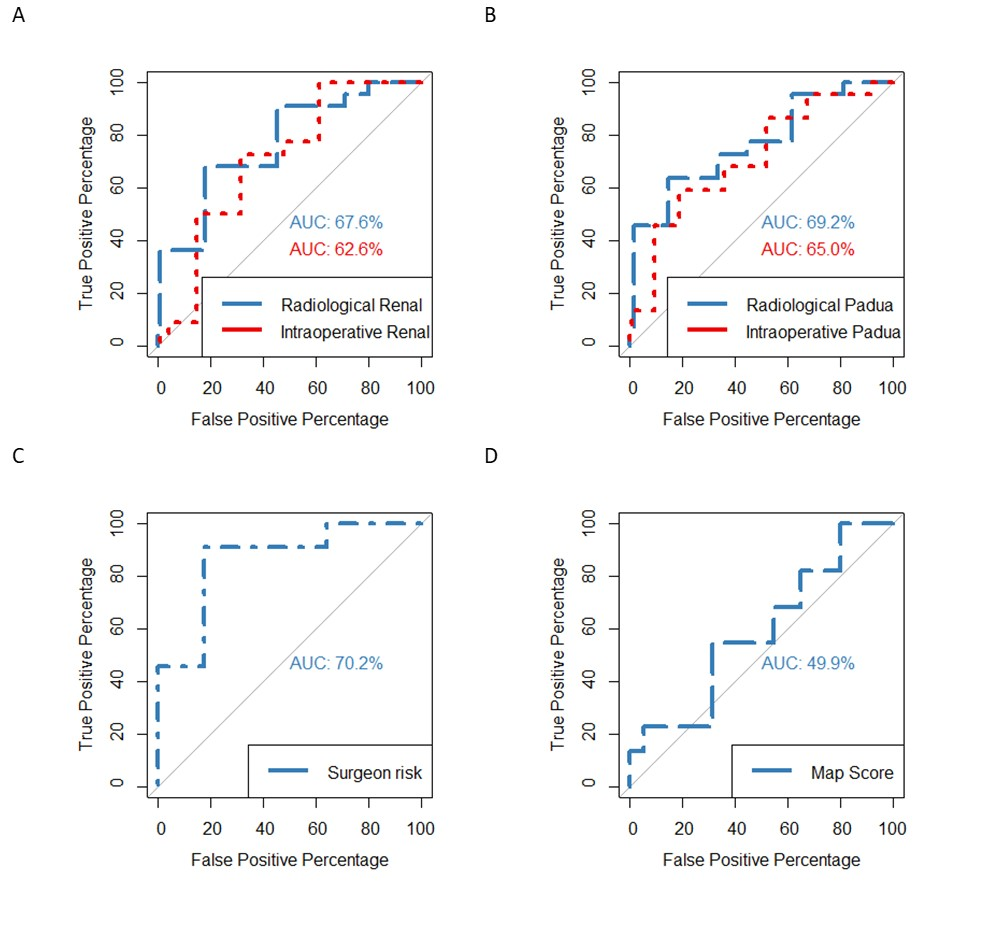 A
True Positive Percentage
100
80
60
40
20
0
AUC: 67.6%
AUC: 62.6%
Radiological Renal
Intraoperative Renal
0 20 40 60 80 100
False Positive Percentage
B
True Positive Percentage
100
80
60
40
20
0
AUC: 69.2%
AUC: 65.0%
Radiological Padua
Intraoperative Padua
0 20 40 60 80 100
False Positive Percentage
C
True Positive Percentage
100
80
60
40
20
0
AUC: 70.2%
Surgeon risk
0 20 40 60 80 100
False Positive Percentage
D
True Positive Percentage
100
80
60
40
20
0
AUC: 49.9%
Map Score
0 20 40 60 80 100
False Positive Percentage